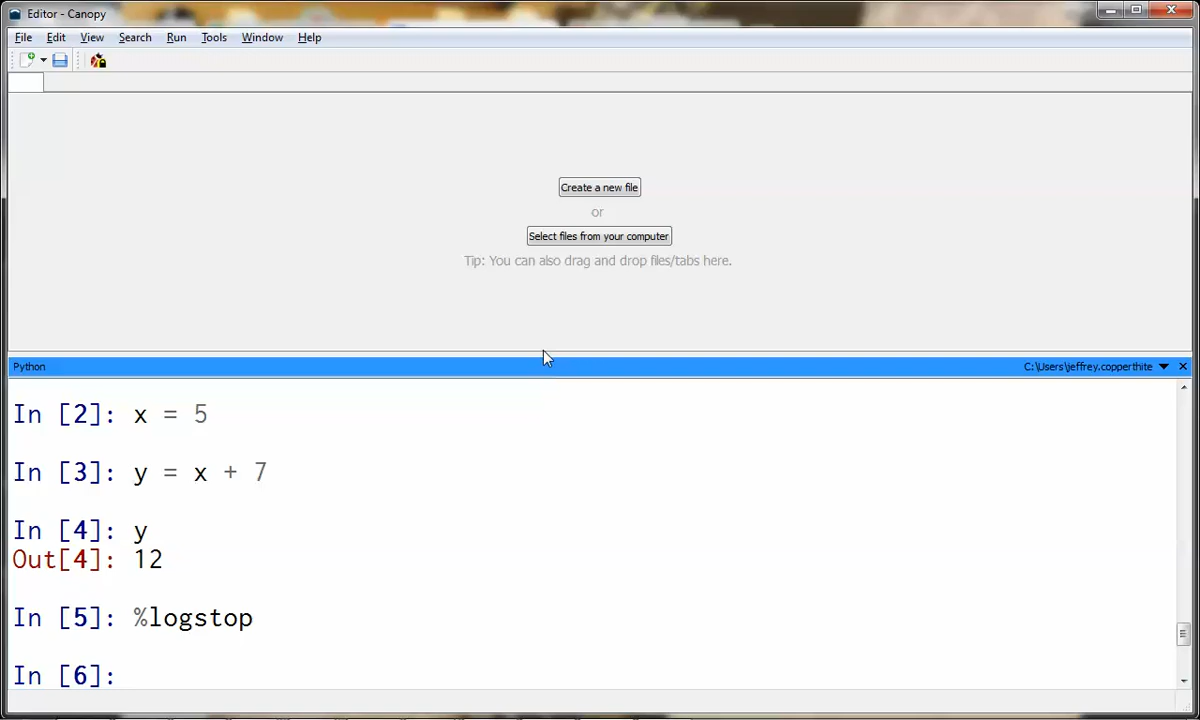 Editor - Canopy
File Edit View Search Run Tools Window Help
Create a new file
or
Select files from your computer
Tip: You can also drag and drop files/tabs here.
Python C:\Users\jeffrey.copperthite
In [2]: x = 5
In [3]: y = x + 7
In [4]: y
Out[4]: 12
In [5]: %logstop
In [6]: